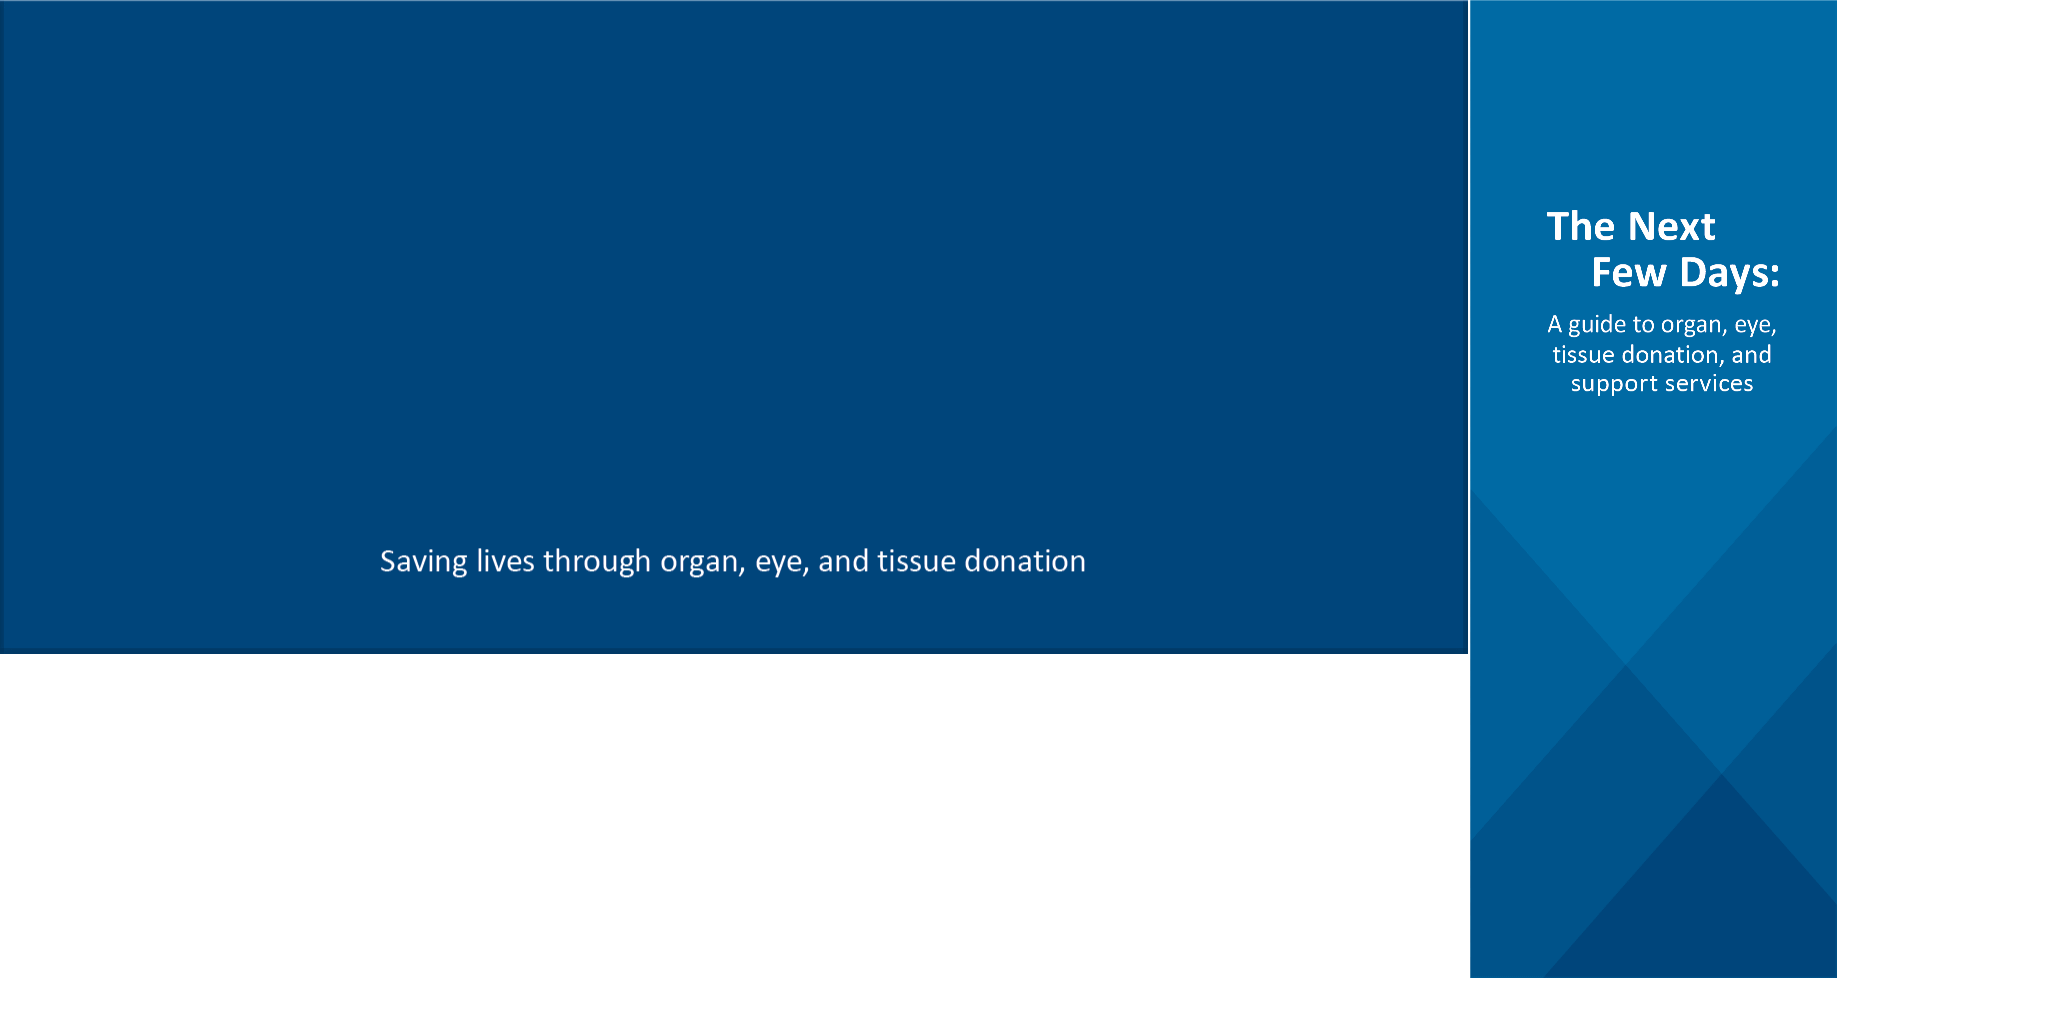 Saving lives through organ, eye, and tissue donation
The Next
Few Days:
A guide to organ, eye,
tissue donation, and
support services